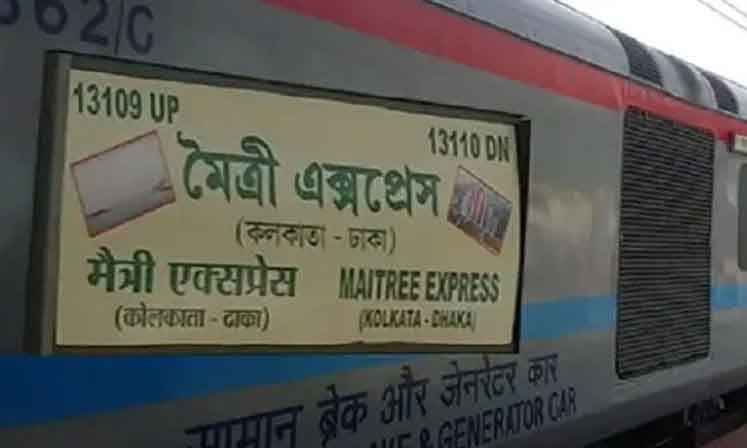 362/C
13109 UP
13110 DN
মৈত্রী এক্সপ্রেস
(কলকাতা - ঢাকা)
मैत्री एक्सप्रेस
(कोलकाता - ढाका)
MAITREE EXPRESS
(KOLKATA - DHAKA)
सामान ब्रेक और जेनरेटर कार
& GENERATOR CAR